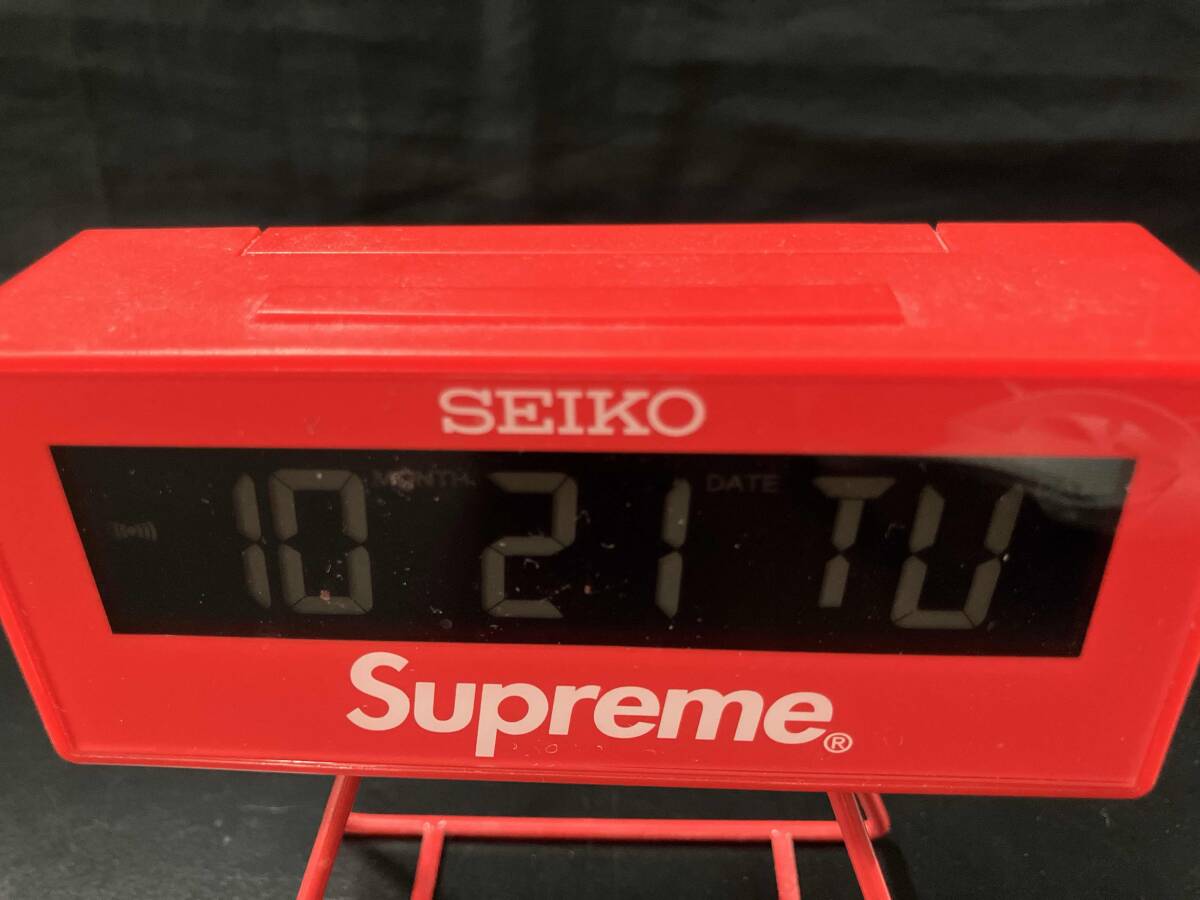 SEIKO
10 MONTH 21 DATE TU
Supreme®